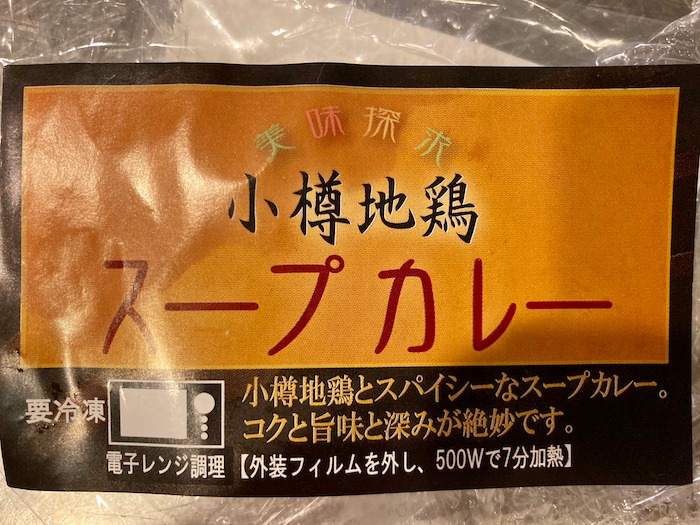 美味探求
小樽地鶏
スープカレー
小樽地鶏とスパイシーなスープカレー。
コクと旨味と深みが絶妙です。
要冷凍
電子レンジ調理【外装フィルムを外し、500Wで7分加熱】